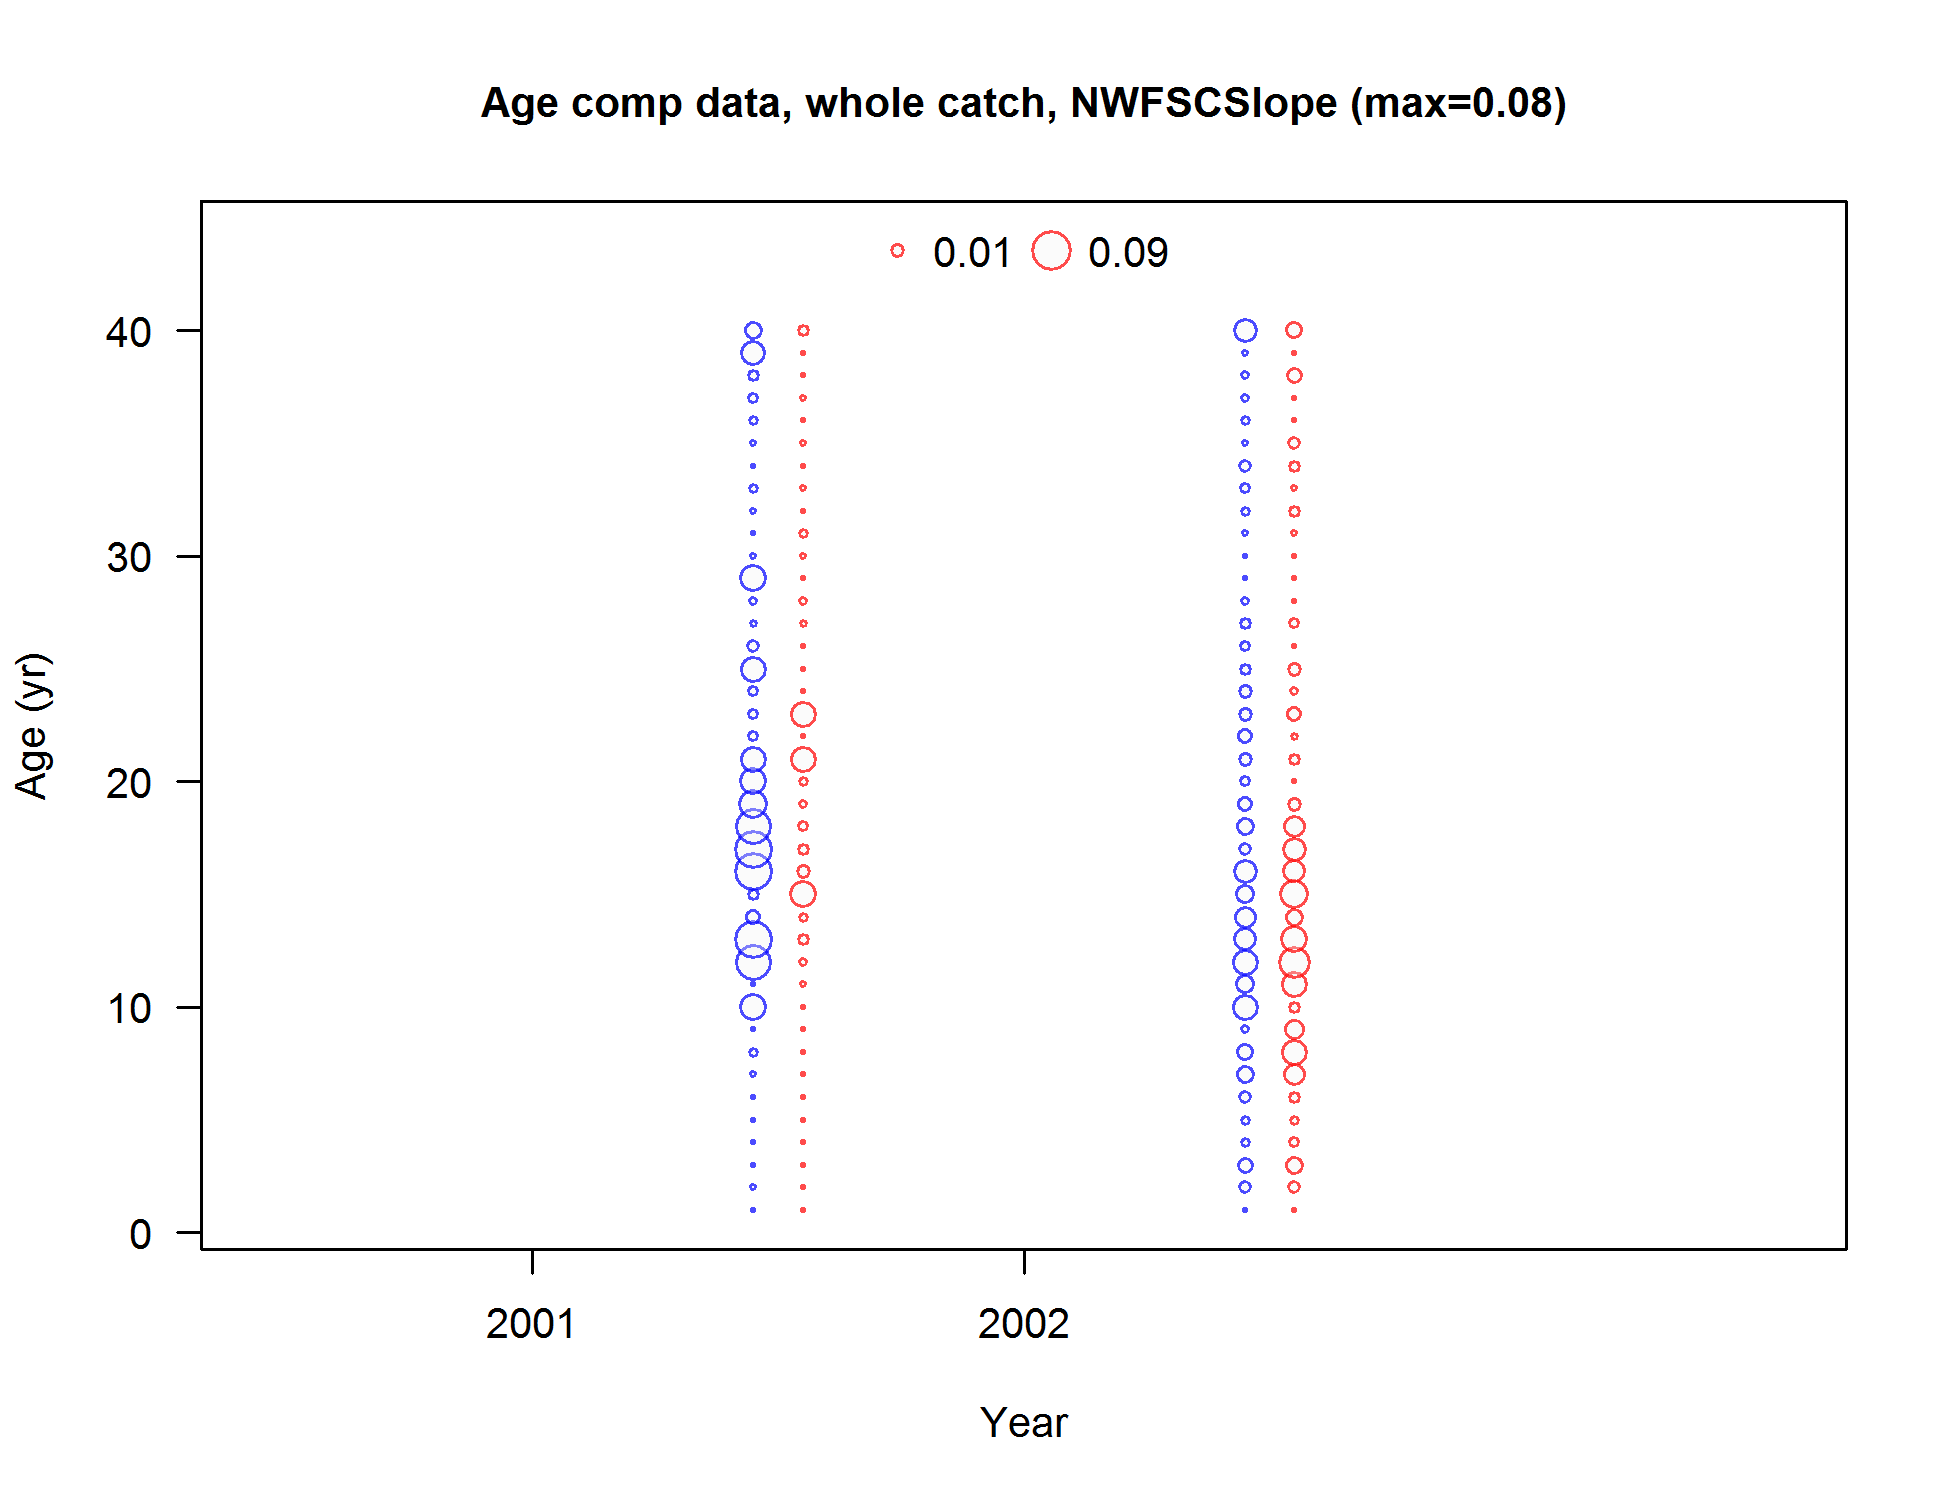 Age comp data, whole catch, NWFSCSlope (max=0.08)
0.01 0.09
40
30
20
10
0
Age (yr)
2001 2002
Year